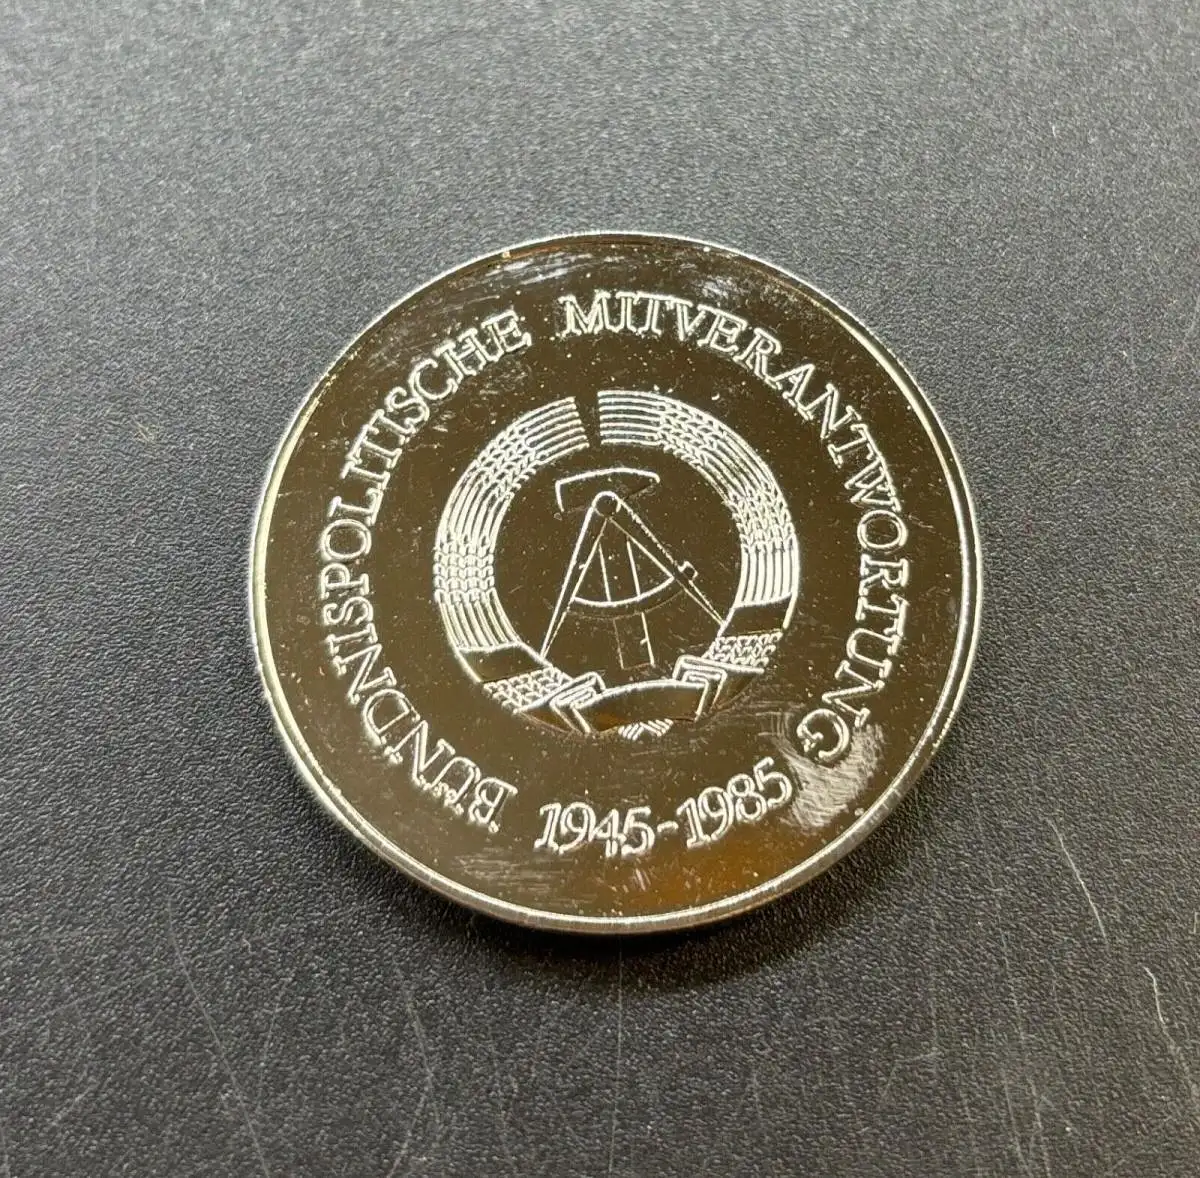 BÜNDNISPOLITISCHE MITVERANTWORTUNG
1945-1985